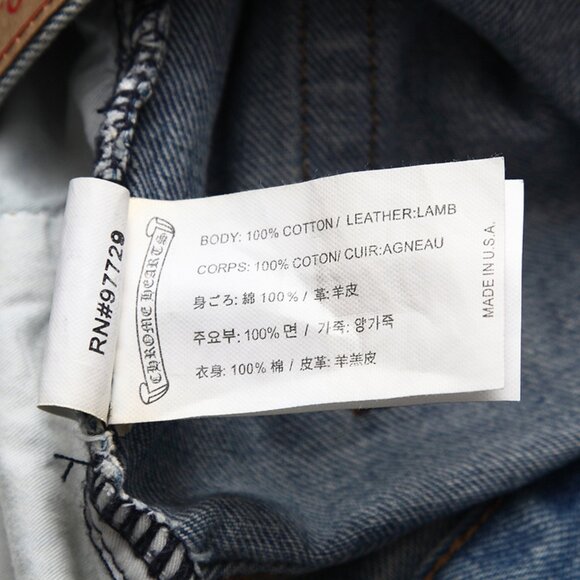 RN#97729
CHROME HEARTS
BODY: 100% COTTON/ LEATHER:LAMB
CORPS: 100% COTON/ CUIR:AGNEAU
身ごろ: 綿 100% / 革:羊皮
주요부: 100% 면 / 가죽: 양가죽
衣身: 100% 棉 / 皮革: 羊羔皮
MADE IN U.S.A.